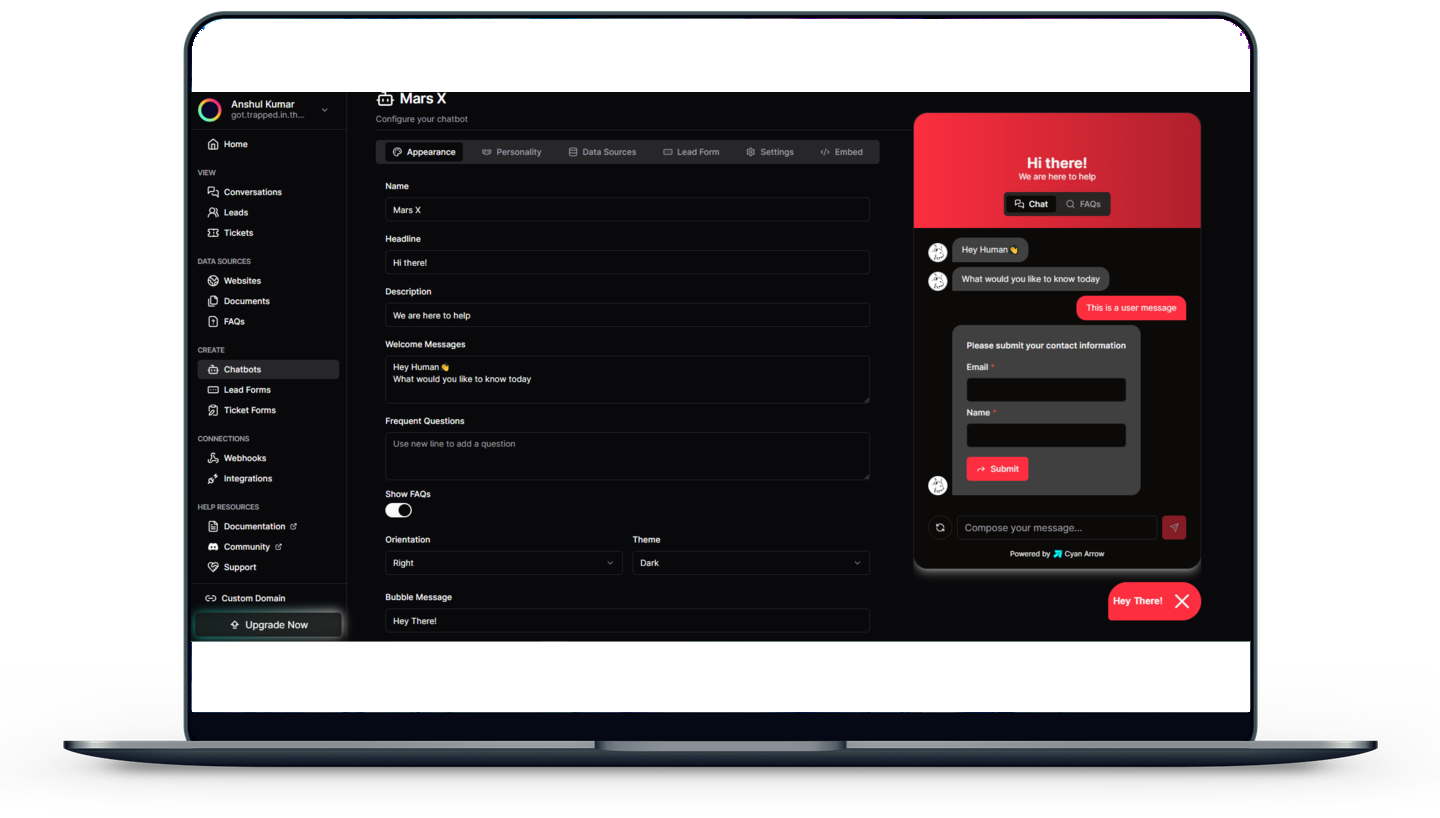 Anshul Kumar
got.trapped.in.th...
Home
VIEW
Conversations
Leads
Tickets
DATA SOURCES
Websites
Documents
FAQs
CREATE
Chatbots
Lead Forms
Ticket Forms
CONNECTIONS
Webhooks
Integrations
HELP RESOURCES
Documentation
Community
Support
Custom Domain
Upgrade Now
Mars X
Configure your chatbot
Appearance
Personality
Data Sources
Lead Form
Settings
Embed
Name
Mars X
Headline
Hi there!
Description
We are here to help
Welcome Messages
Hey Human 👋
What would you like to know today
Frequent Questions
Use new line to add a question
Show FAQs
Orientation
Right
Theme
Dark
Bubble Message
Hey There!
Hi there!
We are here to help
Chat
FAQs
Hey Human 👋
What would you like to know today
This is a user message
Please submit your contact information
Email *
Name *
Submit
Compose your message...
Powered by Cyan Arrow
Hey There!